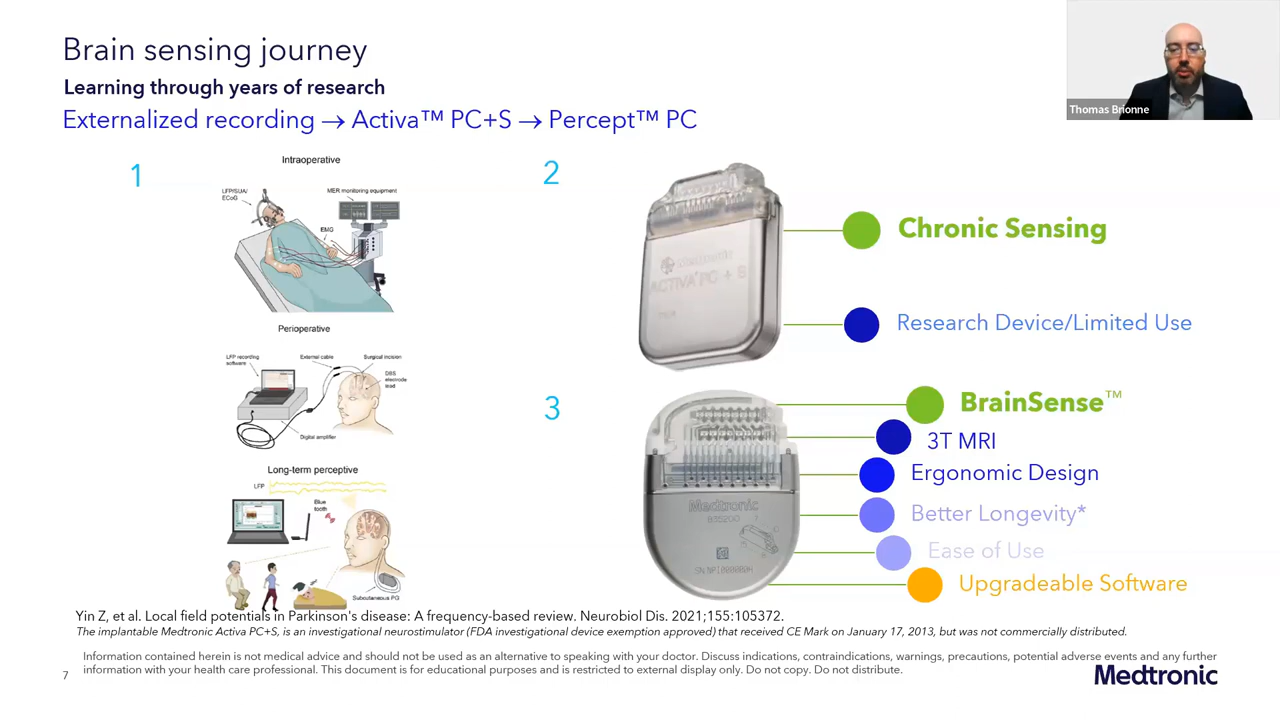 Brain sensing journey
Learning through years of research
Externalized recording → Activa™ PC+S → Percept™ PC
Thomas Brionne
1
Intraoperative
LFP/SUA/
ECoG
MER monitoring equipment
EMG
Perioperative
LFP recording
software
External cable
Surgical incision
DBS
electrode
lead
Digital amplifier
Long-term perceptive
LFP
Blue
tooth
Subcutaneous PG
2
ACTIVA PC + S
Chronic Sensing
Research Device/Limited Use
3
Medtronic
BrainSense™
3T MRI
Ergonomic Design
Better Longevity*
Ease of Use
Upgradeable Software
Yin Z, et al. Local field potentials in Parkinson's disease: A frequency-based review. Neurobiol Dis. 2021;155:105372.
The implantable Medtronic Activa PC+S, is an investigational neurostimulator (FDA investigational device exemption approved) that received CE Mark on January 17, 2013, but was not commercially distributed.
Information contained herein is not medical advice and should not be used as an alternative to speaking with your doctor. Discuss indications, contraindications, warnings, precautions, potential adverse events and any further
information with your health care professional. This document is for educational purposes and is restricted to external display only. Do not copy. Do not distribute.
7
Medtronic